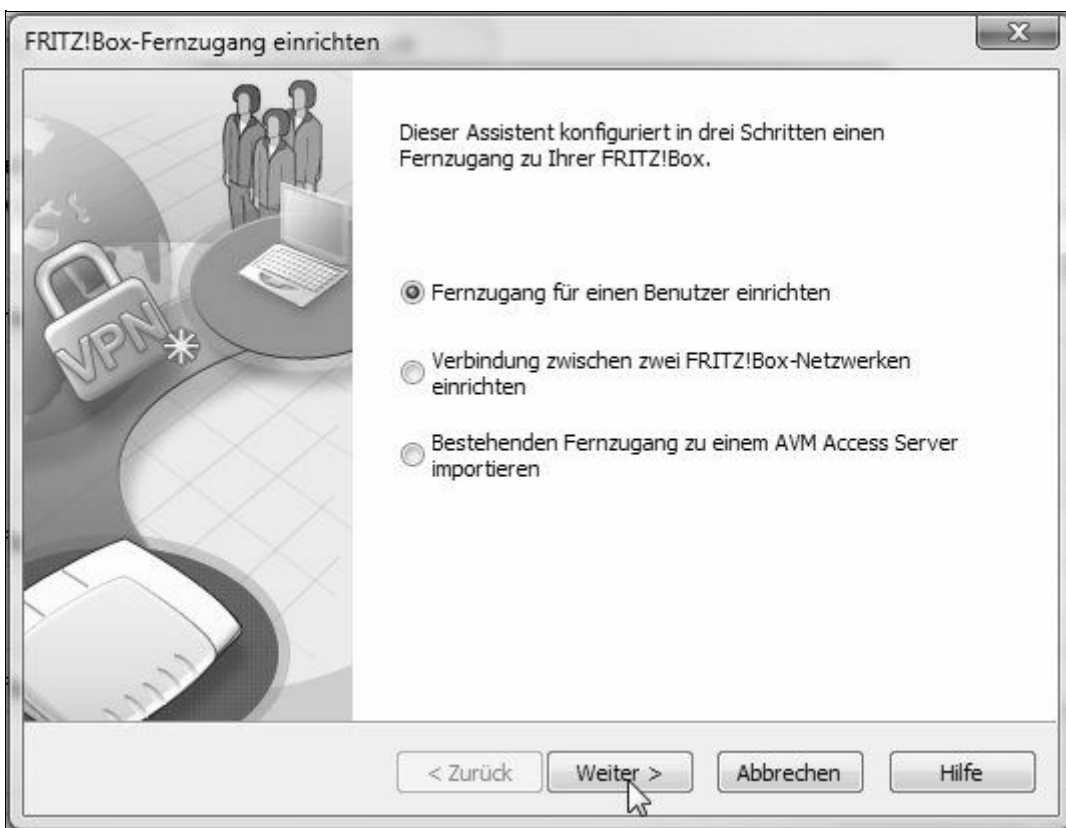 FRITZ!Box-Fernzugang einrichten
Dieser Assistent konfiguriert in drei Schritten einen
Fernzugang zu Ihrer FRITZ!Box.
Fernzugang für einen Benutzer einrichten
Verbindung zwischen zwei FRITZ!Box-Netzwerken
einrichten
Bestehenden Fernzugang zu einem AVM Access Server
importieren
VPN
< Zurück
Weiter >
Abbrechen
Hilfe